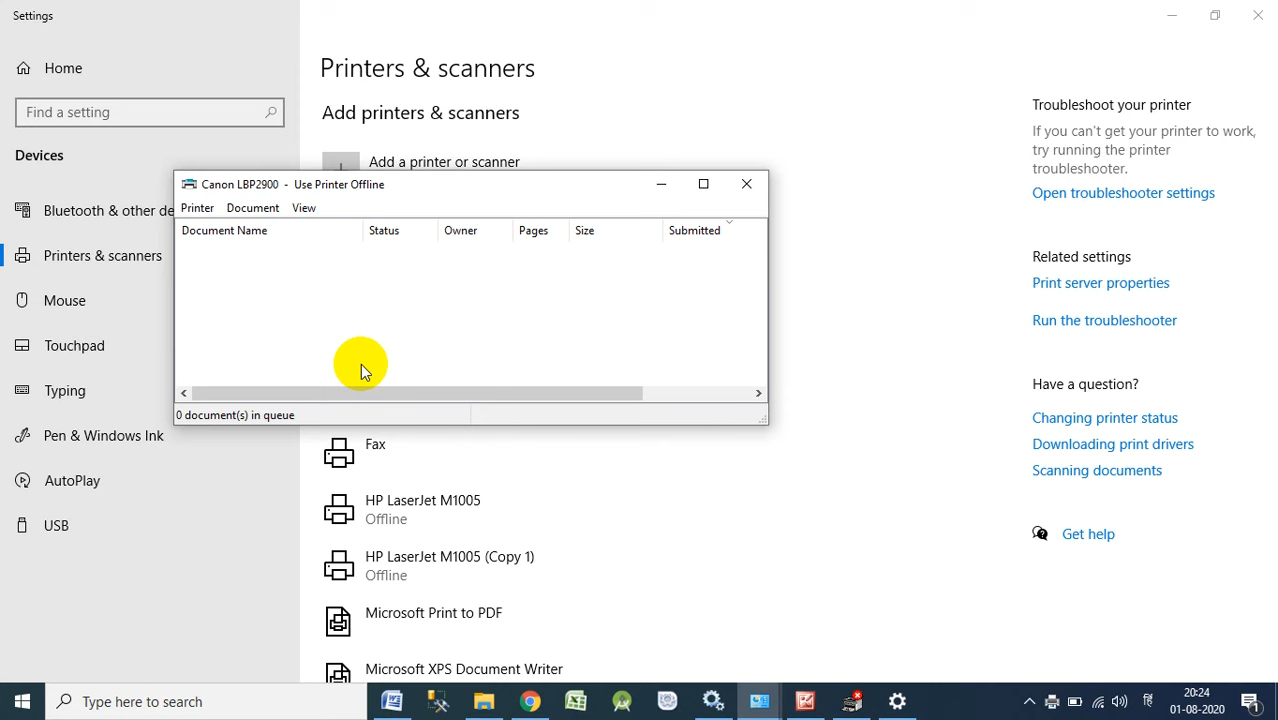 Settings
Home
Find a setting
Devices
Bluetooth & other de
Printers & scanners
Mouse
Touchpad
Typing
Pen & Windows Ink
AutoPlay
USB
Printers & scanners
Add printers & scanners
Add a printer or scanner
Canon LBP2900 - Use Printer Offline
Printer Document View
Document Name Status Owner Pages Size Submitted
0 document(s) in queue
Fax
HP LaserJet M1005
Offline
HP LaserJet M1005 (Copy 1)
Offline
Microsoft Print to PDF
Microsoft XPS Document Writer
Troubleshoot your printer
If you can't get your printer to work,
try running the printer
troubleshooter.
Open troubleshooter settings
Related settings
Print server properties
Run the troubleshooter
Have a question?
Changing printer status
Downloading print drivers
Scanning documents
Get help
Type here to search
20:24
01-08-2020
1